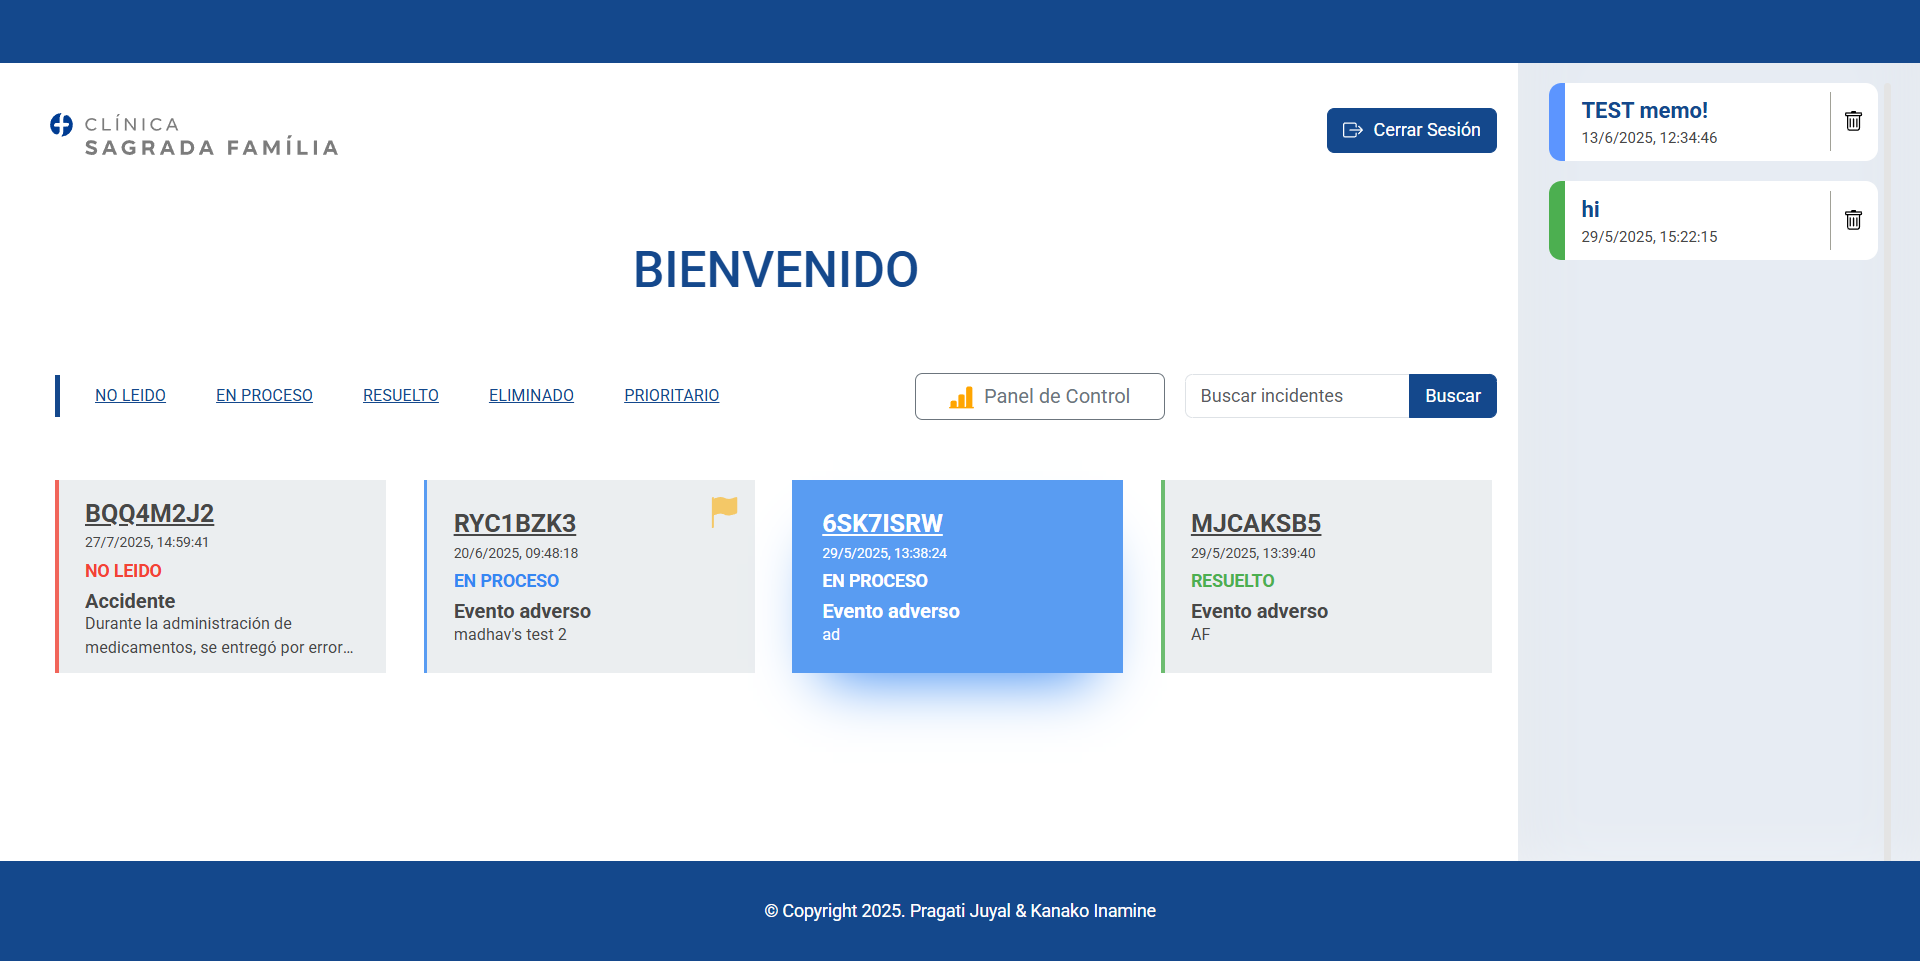 CLÍNICA
SAGRADA FAMÍLIA
Cerrar Sesión
BIENVENIDO
NO LEIDO
EN PROCESO
RESUELTO
ELIMINADO
PRIORITARIO
Panel de Control
Buscar incidentes
Buscar
BQQ4M2J2
27/7/2025, 14:59:41
NO LEIDO
Accidente
Durante la administración de
medicamentos, se entregó por error...
RYC1BZK3
20/6/2025, 09:48:18
EN PROCESO
Evento adverso
madhav's test 2
6SK7ISRW
29/5/2025, 13:38:24
EN PROCESO
Evento adverso
ad
MJCAKSB5
29/5/2025, 13:39:40
RESUELTO
Evento adverso
AF
TEST memo!
13/6/2025, 12:34:46
hi
29/5/2025, 15:22:15
© Copyright 2025. Pragati Juyal & Kanako Inamine